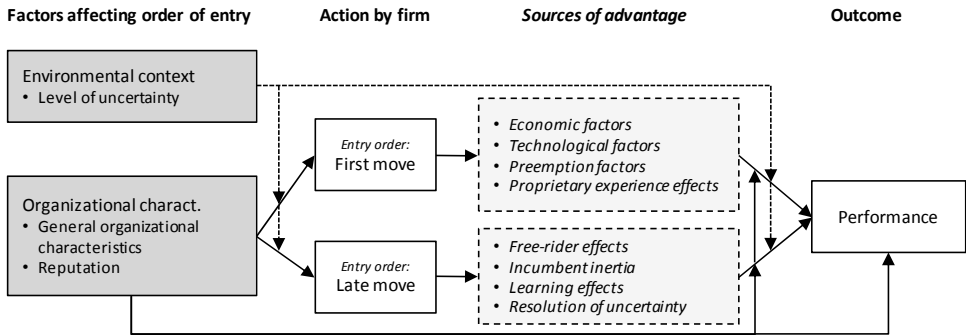 Factors affecting order of entry
Action by firm
Sources of advantage
Outcome
Environmental context
• Level of uncertainty
Organizational charact.
• General organizational
characteristics
• Reputation
Entry order:
First move
Entry order:
Late move
• Economic factors
• Technological factors
• Preemption factors
• Proprietary experience effects
• Free-rider effects
• Incumbent inertia
• Learning effects
• Resolution of uncertainty
Performance